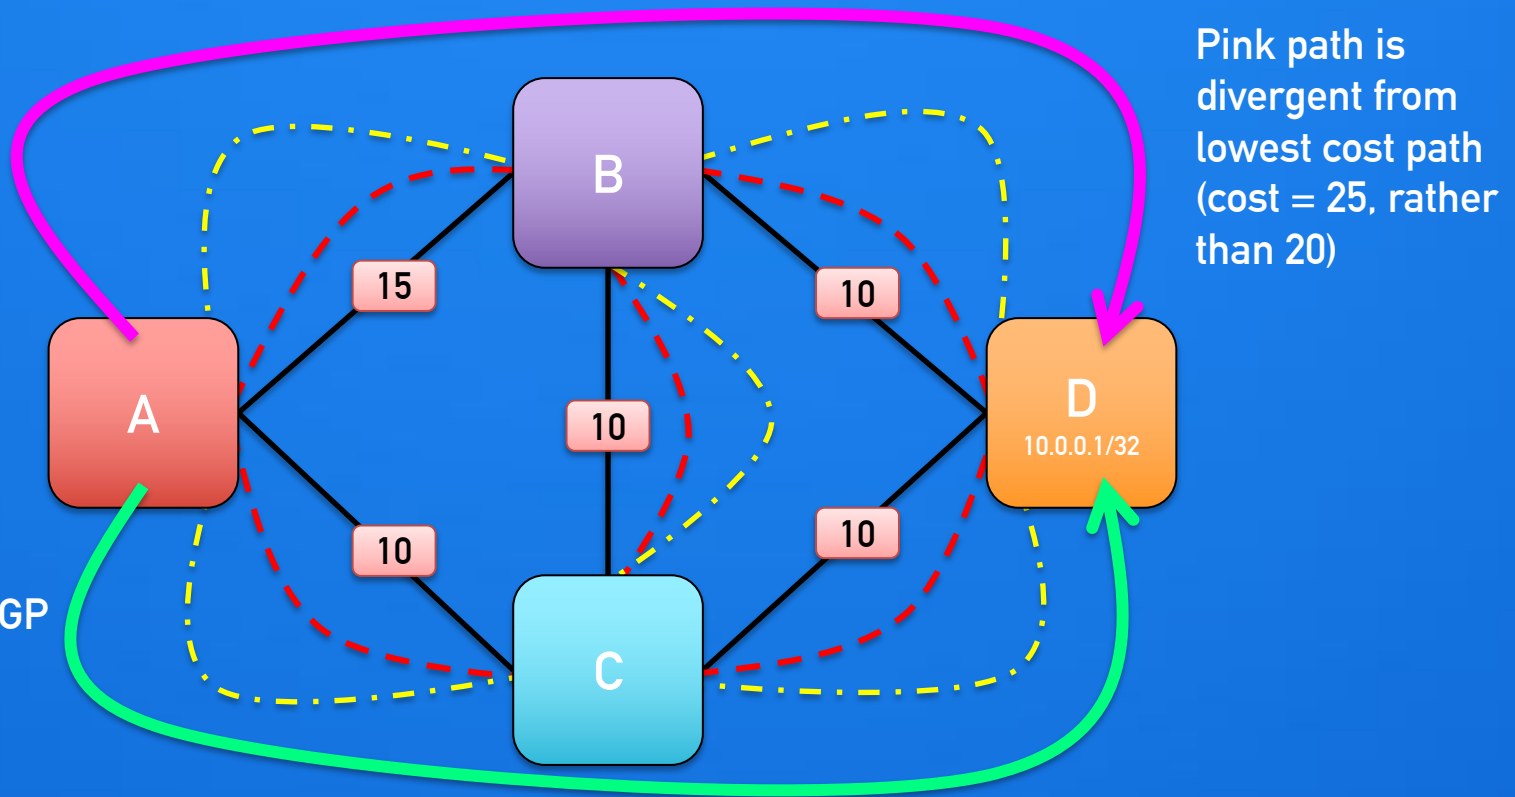 Pink path is
divergent from
lowest cost path
(cost = 25, rather
than 20)
B
15
10
A
10
D
10.0.0.1/32
10
10
GP
C